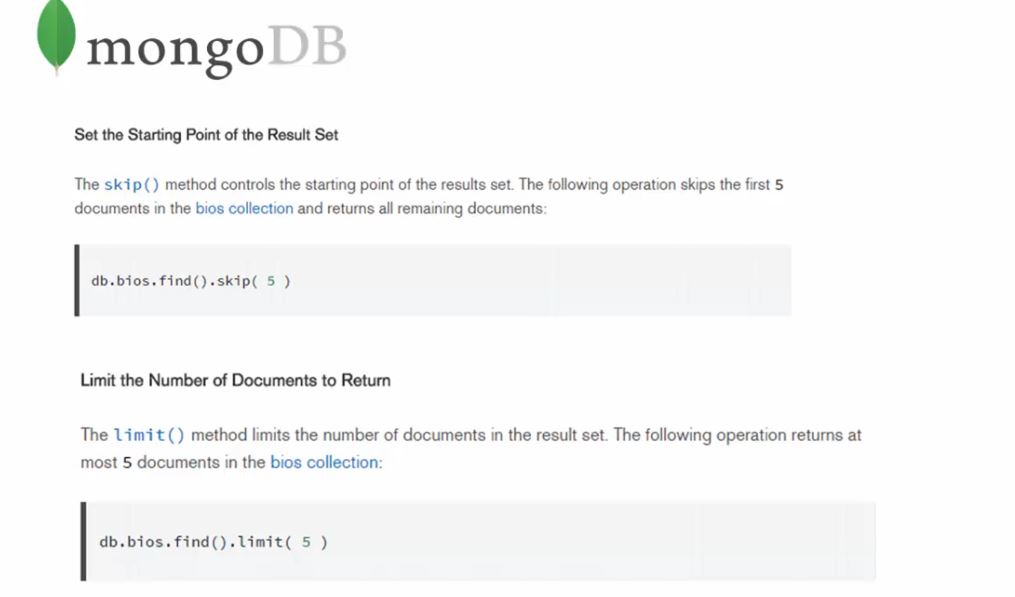 mongoDB
Set the Starting Point of the Result Set
The skip() method controls the starting point of the results set. The following operation skips the first 5
documents in the bios collection and returns all remaining documents:
db.bios.find().skip( 5 )
Limit the Number of Documents to Return
The limit() method limits the number of documents in the result set. The following operation returns at
most 5 documents in the bios collection:
db.bios.find().limit( 5 )